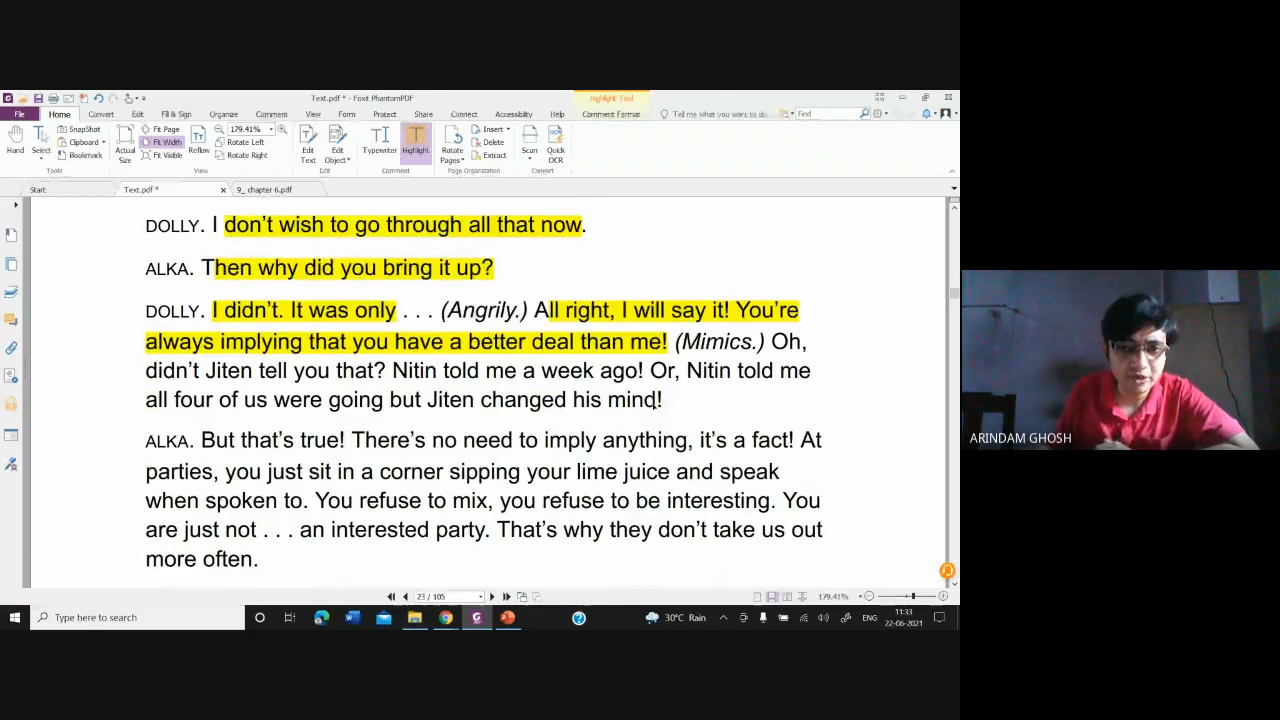 Text.pdf * - Foxit PhantomPDF
Highlight Tool
File Home Convert Fill & Sign Organize Comment View Form Protect Share Connect Accessibility Help Comment Format Tell me what you want to do Find
SnapShot Fit Page 179.41% Insert
Clipboard Fit Width Rotate Left Delete
Bookmark Fit Visible Rotate Right Extract
Hand Select Actual Size Reflow Edit Text Edit Object Typewriter Highlight Rotate Pages Scan Quick OCR
Tools View Edit Comment Page Organization Convert
Start Text.pdf * 9_ chapter 6.pdf
DOLLY. I don’t wish to go through all that now.
ALKA. Then why did you bring it up?
DOLLY. I didn’t. It was only . . . (Angrily.) All right, I will say it! You’re
always implying that you have a better deal than me! (Mimics.) Oh,
didn’t Jiten tell you that? Nitin told me a week ago! Or, Nitin told me
all four of us were going but Jiten changed his mind!
ALKA. But that’s true! There’s no need to imply anything, it’s a fact! At
parties, you just sit in a corner sipping your lime juice and speak
when spoken to. You refuse to mix, you refuse to be interesting. You
are just not . . . an interested party. That’s why they don’t take us out
more often.
23 / 105 179.41%
Type here to search 30°C Rain ENG 11:33
22-06-2021
ARINDAM GHOSH